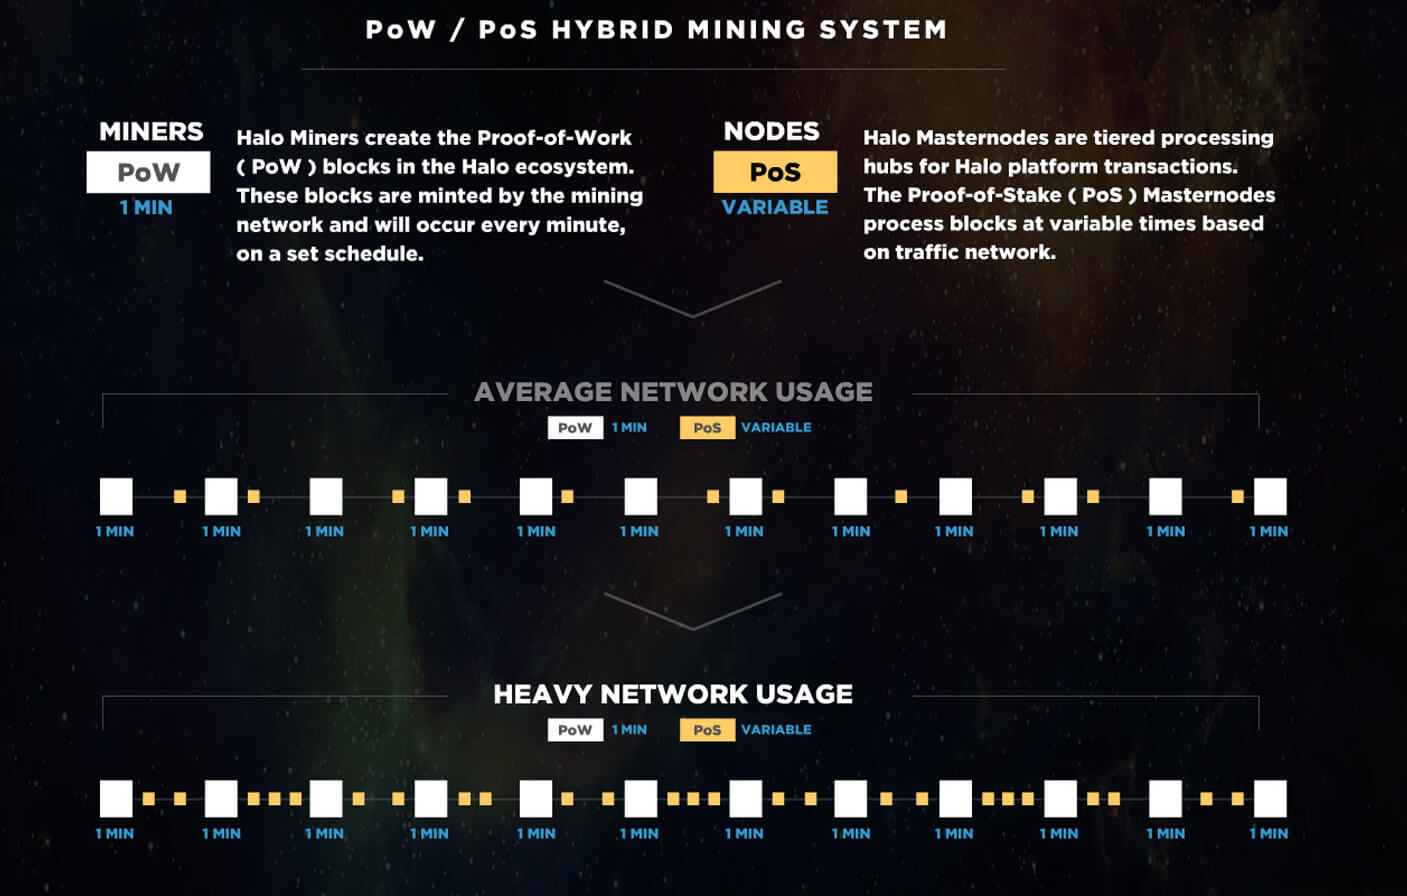 PoW / PoS HYBRID MINING SYSTEM
MINERS
PoW
1 MIN
Halo Miners create the Proof-of-Work
( PoW ) blocks in the Halo ecosystem.
These blocks are minted by the mining
network and will occur every minute,
on a set schedule.
NODES
PoS
VARIABLE
Halo Masternodes are tiered processing
hubs for Halo platform transactions.
The Proof-of-Stake ( PoS ) Masternodes
process blocks at variable times based
on traffic network.
AVERAGE NETWORK USAGE
PoW 1 MIN PoS VARIABLE
1 MIN 1 MIN 1 MIN 1 MIN 1 MIN 1 MIN 1 MIN 1 MIN 1 MIN 1 MIN 1 MIN 1 MIN
HEAVY NETWORK USAGE
PoW 1 MIN PoS VARIABLE
1 MIN 1 MIN 1 MIN 1 MIN 1 MIN 1 MIN 1 MIN 1 MIN 1 MIN 1 MIN 1 MIN 1 MIN